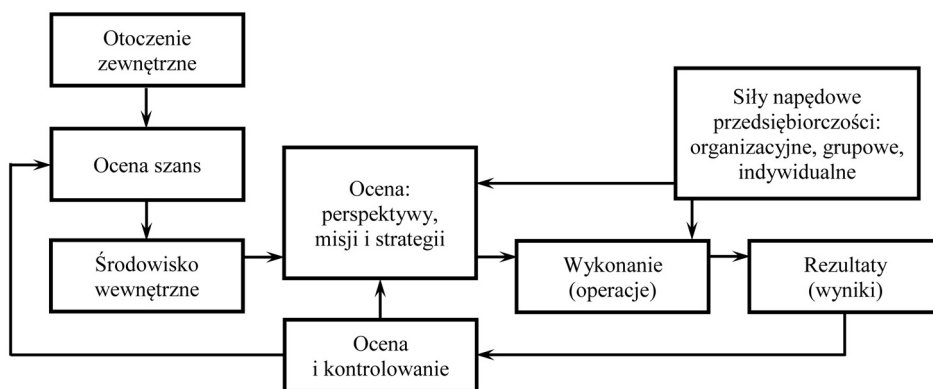 Otoczenie
zewnętrzne
Siły napędowe
przedsiębiorczości:
organizacyjne, grupowe,
indywidualne
Ocena szans
Ocena:
perspektywy,
misji i strategii
Środowisko
wewnętrzne
Wykonanie
(operacje)
Rezultaty
(wyniki)
Ocena
i kontrolowanie